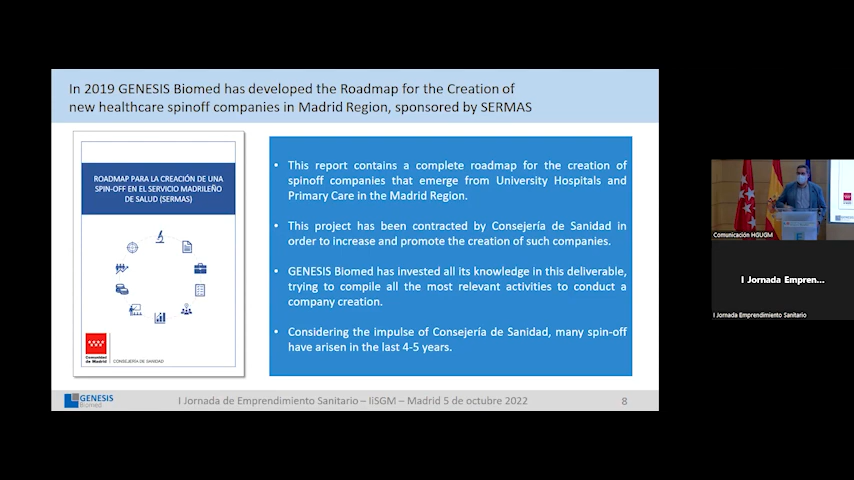 In 2019 GENESIS Biomed has developed the Roadmap for the Creation of
new healthcare spinoff companies in Madrid Region, sponsored by SERMAS
ROADMAP PARA LA CREACIÓN DE UNA
SPIN-OFF EN EL SERVICIO MADRILEÑO
DE SALUD (SERMAS)
Comunidad
de Madrid
CONSEJERÍA DE SANIDAD
• This report contains a complete roadmap for the creation of
spinoff companies that emerge from University Hospitals and
Primary Care in the Madrid Region.
• This project has been contracted by Consejería de Sanidad in
order to increase and promote the creation of such companies.
• GENESIS Biomed has invested all its knowledge in this deliverable,
trying to compile all the most relevant activities to conduct a
company creation.
• Considering the impulse of Consejería de Sanidad, many spin-off
have arisen in the last 4-5 years.
GENESIS
Biomed
I Jornada de Emprendimiento Sanitario – IiSGM – Madrid 5 de octubre 2022
8
Comunicación HGUGM
I Jornada Empren...
I Jornada Emprendimiento Sanitario